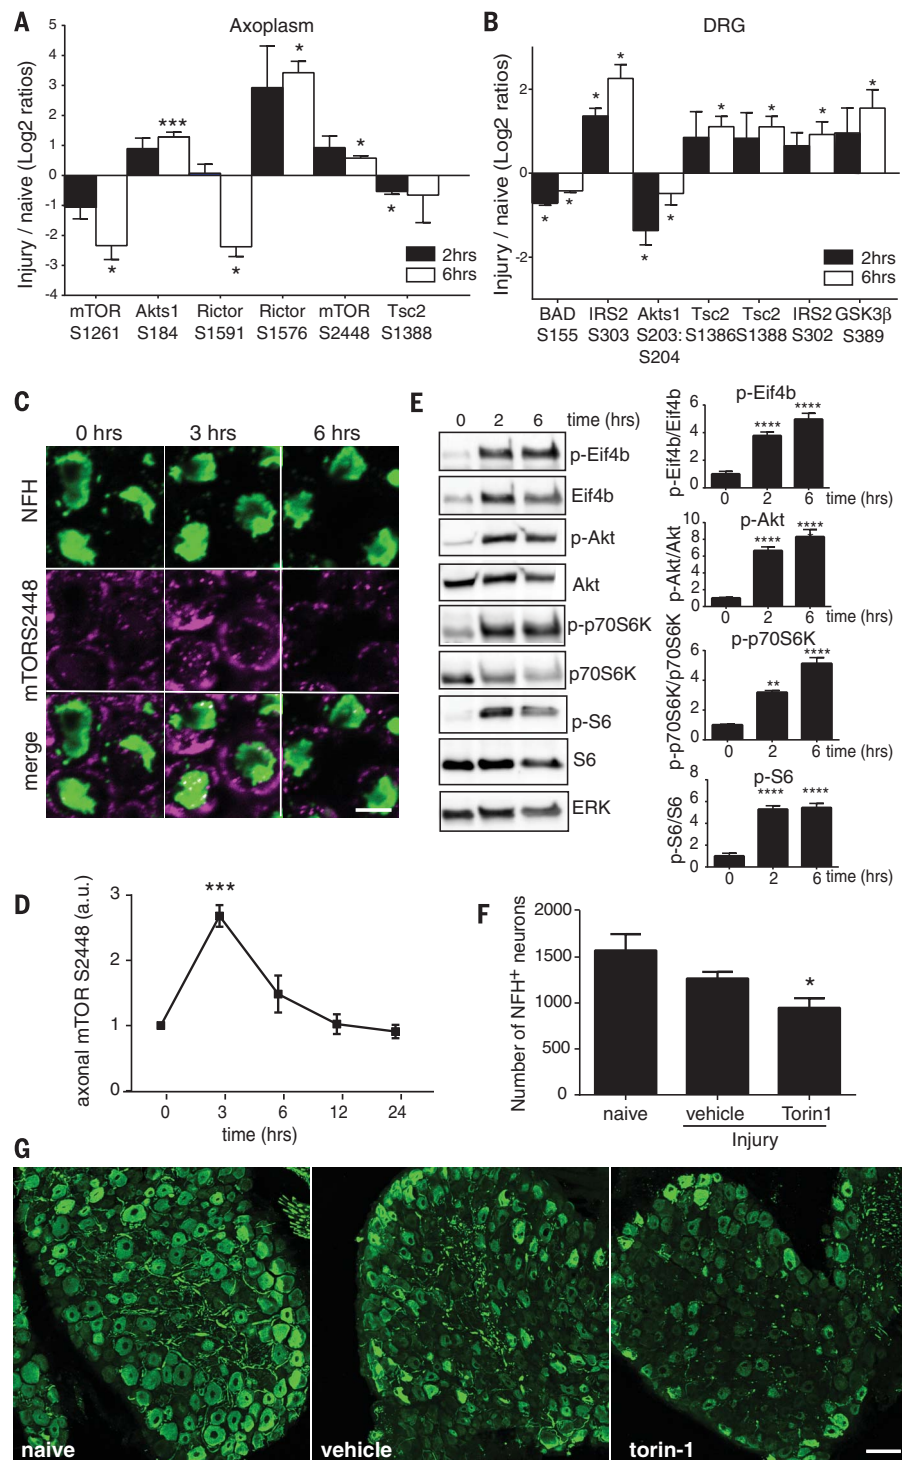 A
Axoplasm
Injury / naive (Log2 ratios)
5
4
3
2
1
0
-1
-2
-3
-4
*
***
*
*
*
*
2hrs
6hrs
mTOR Akts1 Rictor Rictor mTOR Tsc2
S1261 S184 S1591 S1576 S2448 S1388
B
DRG
Injury / naive (Log2 ratios)
2
0
-2
* * * * * * * * * *
2hrs
6hrs
BAD IRS2 Akts1 Tsc2 Tsc2 IRS2 GSK3β
S155 S303 S203: S1386 S1388 S302 S389
S204
C
0 hrs 3 hrs 6 hrs
NFH
mTORS2448
merge
D
axonal mTOR S2448 (a.u.)
3
2
1
0
***
0 3 6 12 24
time (hrs)
E
0 2 6 time (hrs)
p-Eif4b
Eif4b
p-Akt
Akt
p-p70S6K
p70S6K
p-S6
S6
ERK
p-Eif4b
p-Eif4b/Eif4b
6
4
2
0
**** ****
0 2 6 time (hrs)
p-Akt
p-Akt/Akt
10
8
6
4
2
0
**** ****
0 2 6 time (hrs)
p-p70S6K
p-p70S6K/p70S6K
6
4
2
0
** ****
0 2 6 time (hrs)
p-S6
p-S6/S6
8
6
4
2
0
**** ****
0 2 6 time (hrs)
F
Number of NFH+ neurons
2000
1500
1000
500
0
*
naive vehicle Torin1
Injury
G
naive vehicle torin-1